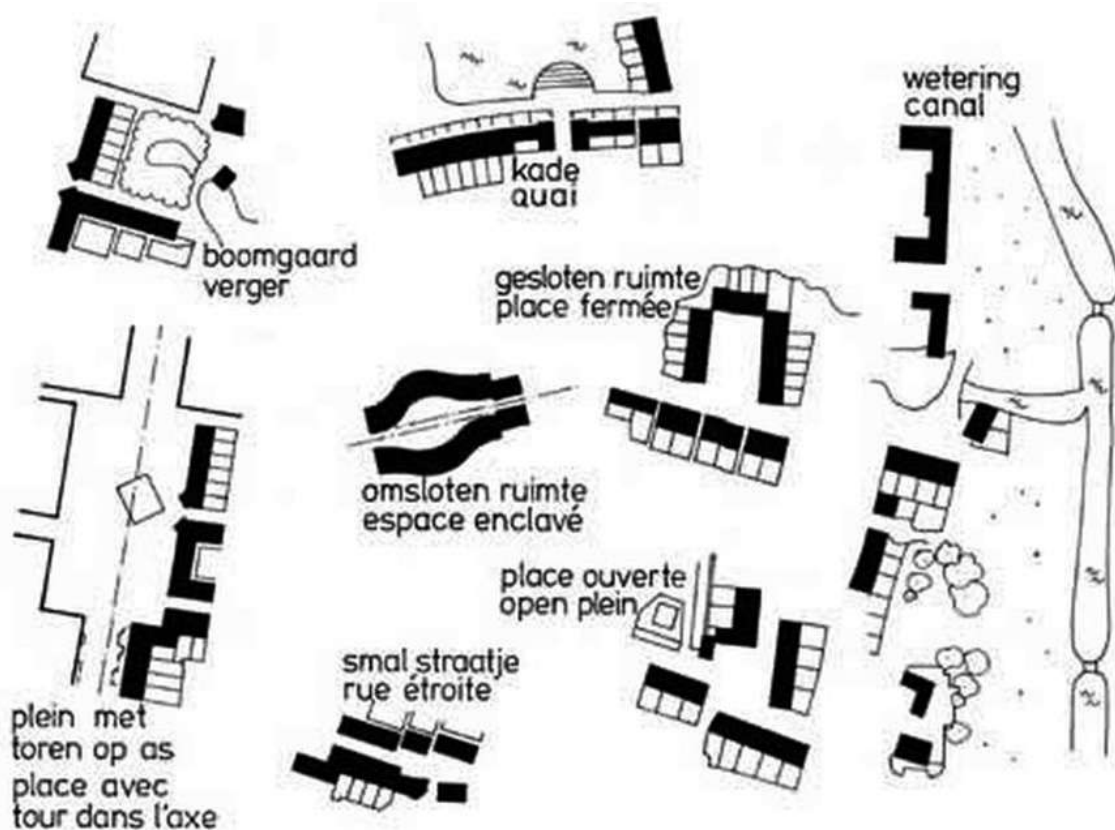 wetering
canal
kade
quai
boomgaard
verger
gesloten ruimte
place fermée
omsloten ruimte
espace enclavé
place ouverte
open plein
smal straatje
rue étroite
plein met
toren op as
place avec
tour dans l'axe